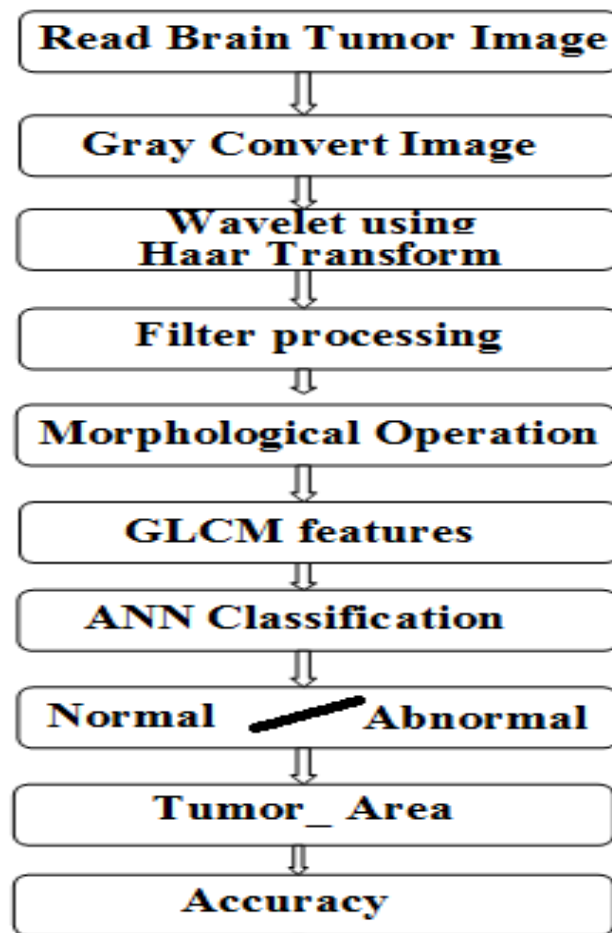 Read Brain Tumor Image
Gray Convert Image
Wavelet using
Haar Transform
Filter processing
Morphological Operation
GLCM features
ANN Classification
Normal Abnormal
Tumor_ Area
Accuracy